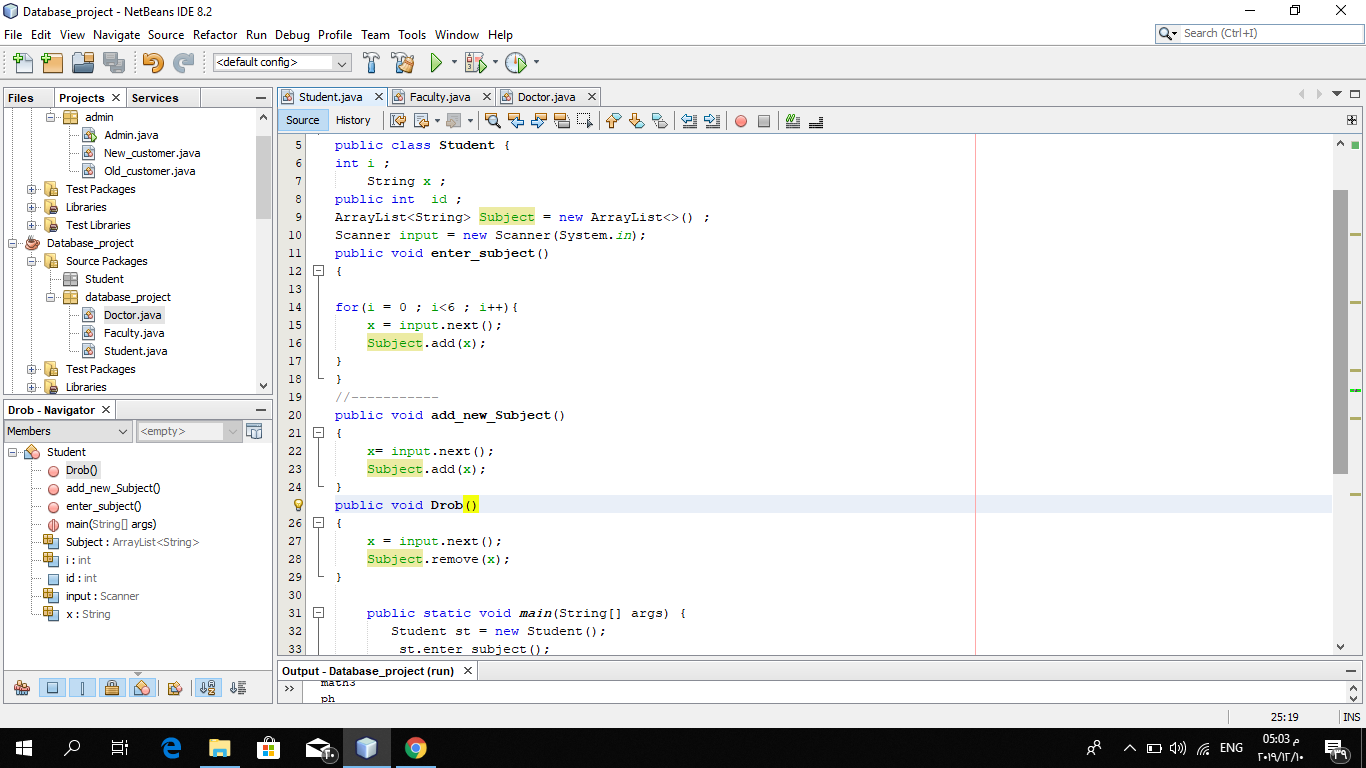 Database_project - NetBeans IDE 8.2
File Edit View Navigate Source Refactor Run Debug Profile Team Tools Window Help
Search (Ctrl+I)
<default config>
Files
Projects
Services
admin
Admin.java
New_customer.java
Old_customer.java
Test Packages
Libraries
Test Libraries
Database_project
Source Packages
Student
database_project
Doctor.java
Faculty.java
Student.java
Test Packages
Libraries
Drob - Navigator
Members
<empty>
Student
Drob()
add_new_Subject()
enter_subject()
main(String[] args)
Subject : ArrayList<String>
i : int
id : int
input : Scanner
x : String
Student.java
Faculty.java
Doctor.java
Source
History
5 public class Student {
6 int i ;
7 String x ;
8 public int  id ;
9 ArrayList<String> Subject = new ArrayList<>() ;
10 Scanner input = new Scanner(System.in);
11 public void enter_subject()
12 {
13
14 for(i = 0 ; i<6 ; i++){
15 x = input.next();
16 Subject.add(x);
17 }
18 }
19 //-----------
20 public void add_new_Subject()
21 {
22 x= input.next();
23 Subject.add(x);
24 }
public void Drob()
26 {
27 x = input.next();
28 Subject.remove(x);
29 }
30
31 public static void main(String[] args) {
32 Student st = new Student();
33 st.enter_subject();
Output - Database_project (run)
math3
ph
25:19
INS
٢٠
ENG
05:03 م
٢٠١٩/١٢/١٠
٣٩